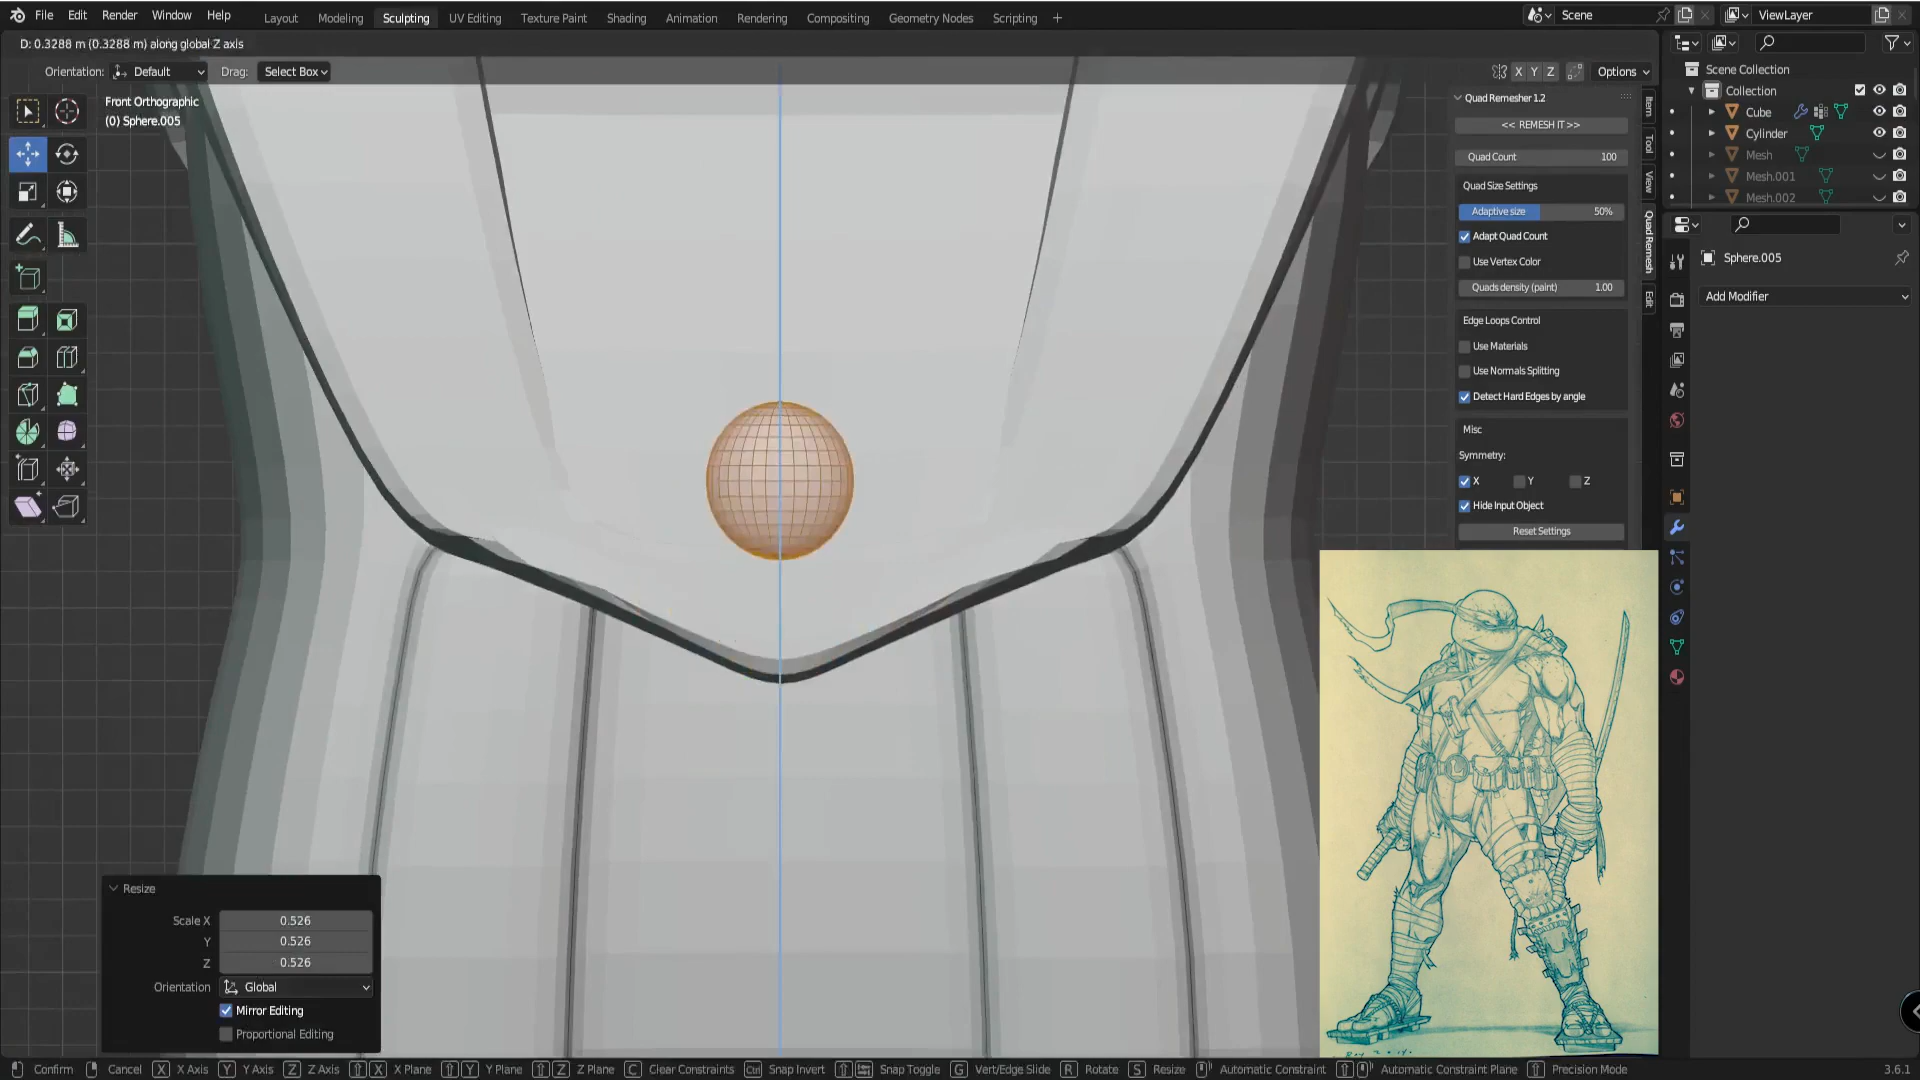 File Edit Render Window Help
Layout Modeling Sculpting UV Editing Texture Paint Shading Animation Rendering Compositing Geometry Nodes Scripting +
Scene
ViewLayer
D: 0.3288 m (0.3288 m) along global Z axis
Orientation: Default Drag: Select Box
X Y Z Options
Front Orthographic
(0) Sphere.005
Quad Remesher 1.2
<< REMESH IT >>
Quad Count 100
Quad Size Settings
Adaptive size 50%
Adapt Quad Count
Use Vertex Color
Quads density (paint) 1.00
Edge Loops Control
Use Materials
Use Normals Splitting
Detect Hard Edges by angle
Misc
Symmetry:
X Y Z
Hide Input Object
Reset Settings
Item
Tool
View
Quad Remesh
Edit
Scene Collection
Collection
Cube
Cylinder
Mesh
Mesh.001
Mesh.002
Sphere.005
Add Modifier
Resize
Scale X 0.526
Y 0.526
Z 0.526
Orientation Global
Mirror Editing
Proportional Editing
Confirm Cancel X X Axis Y Y Axis Z Z Axis X X Plane Y Y Plane Z Z Plane C Clear Constraints Ctrl Snap Invert Snap Toggle G Vert/Edge Slide R Rotate S Resize Automatic Constraint Automatic Constraint Plane Precision Mode 3.6.1